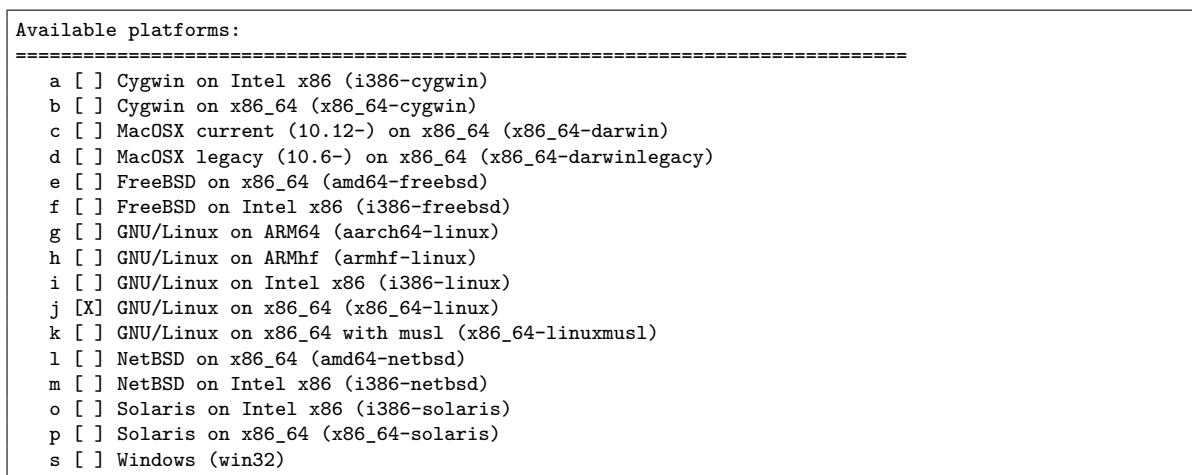 Available platforms:
===============================================================================
   a [ ] Cygwin on Intel x86 (i386-cygwin)
   b [ ] Cygwin on x86_64 (x86_64-cygwin)
   c [ ] MacOSX current (10.12-) on x86_64 (x86_64-darwin)
   d [ ] MacOSX legacy (10.6-) on x86_64 (x86_64-darwinlegacy)
   e [ ] FreeBSD on x86_64 (amd64-freebsd)
   f [ ] FreeBSD on Intel x86 (i386-freebsd)
   g [ ] GNU/Linux on ARM64 (aarch64-linux)
   h [ ] GNU/Linux on ARMhf (armhf-linux)
   i [ ] GNU/Linux on Intel x86 (i386-linux)
   j [X] GNU/Linux on x86_64 (x86_64-linux)
   k [ ] GNU/Linux on x86_64 with musl (x86_64-linuxmusl)
   l [ ] NetBSD on x86_64 (amd64-netbsd)
   m [ ] NetBSD on Intel x86 (i386-netbsd)
   o [ ] Solaris on Intel x86 (i386-solaris)
   p [ ] Solaris on x86_64 (x86_64-solaris)
   s [ ] Windows (win32)